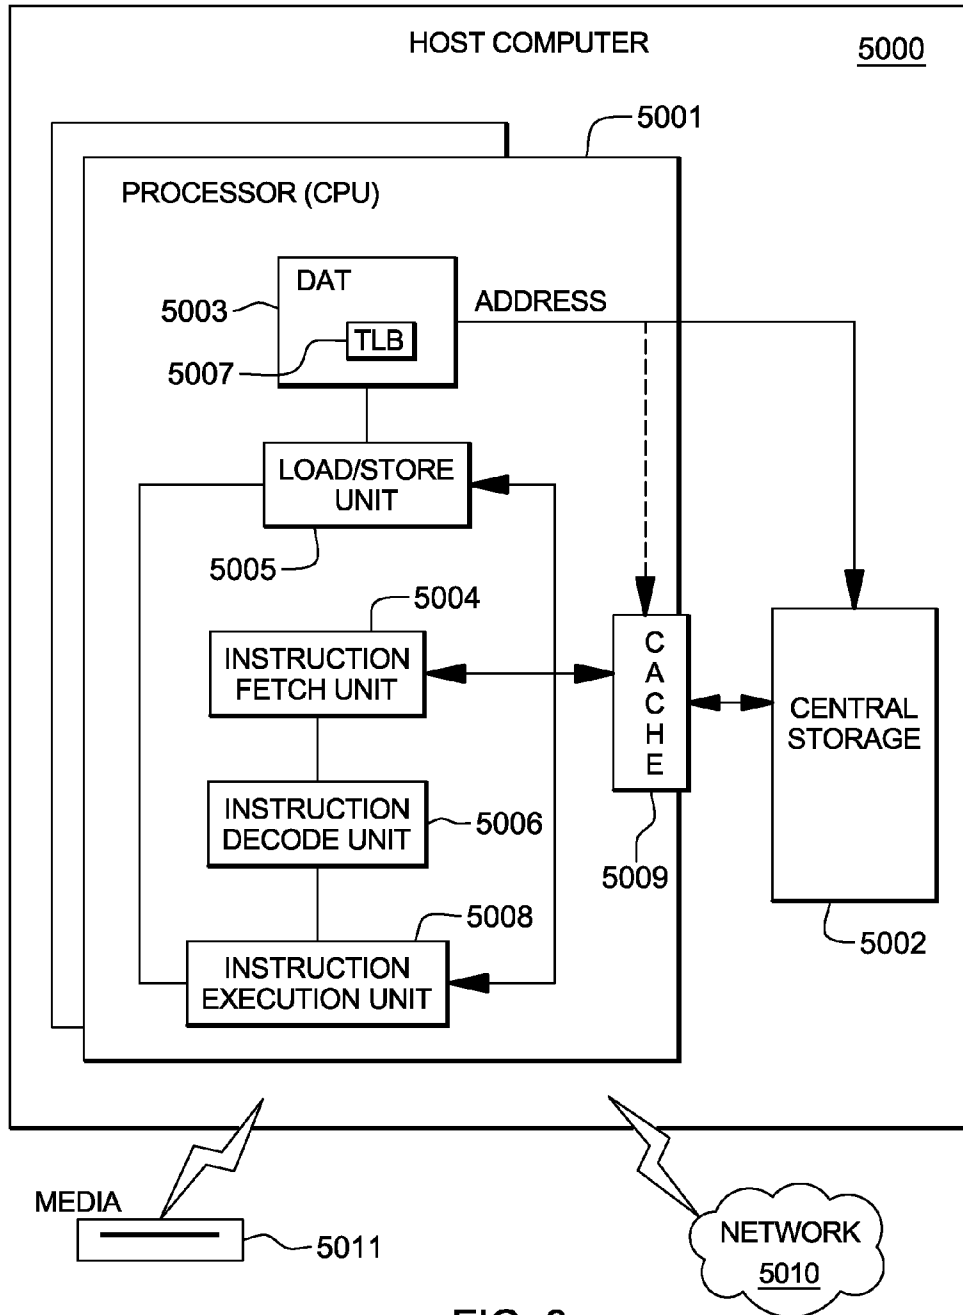 HOST COMPUTER
5000
5001
PROCESSOR (CPU)
DAT
ADDRESS
5003
TLB
5007
LOAD/STORE
UNIT
5005
5004
INSTRUCTION
FETCH UNIT
C
A
C
H
E
CENTRAL
STORAGE
INSTRUCTION
DECODE UNIT
5006
5009
5008
5002
INSTRUCTION
EXECUTION UNIT
MEDIA
5011
NETWORK
5010